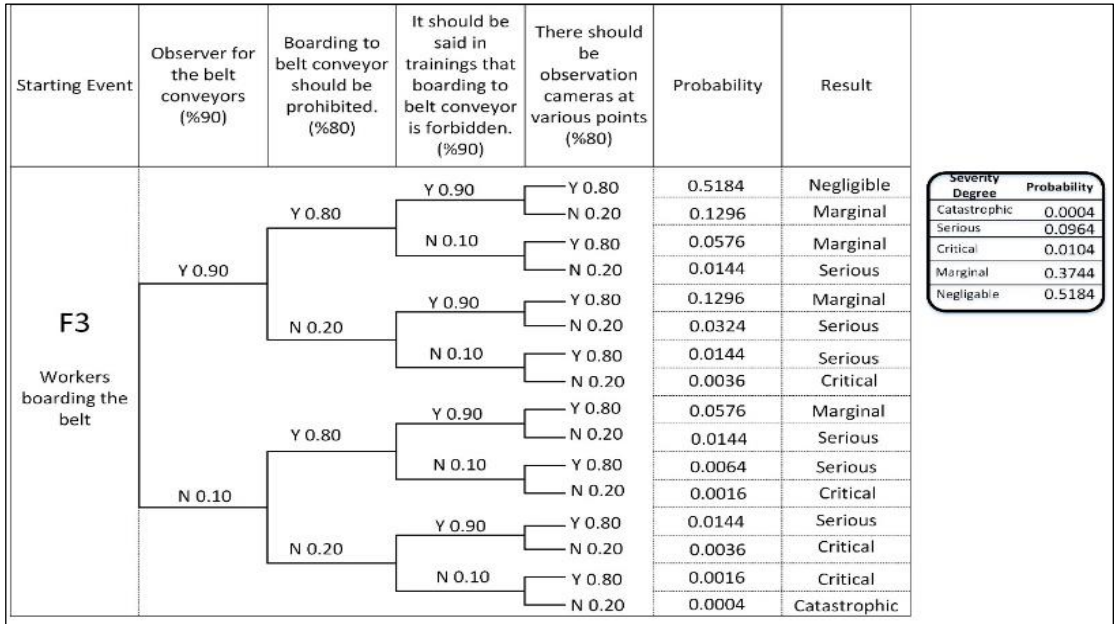 Starting Event
Observer for
the belt
conveyors
(%90)
Boarding to
belt conveyor
should be
prohibited.
(%80)
It should be
said in
trainings that
boarding to
belt conveyor
is forbidden.
(%90)
There should
be
observation
cameras at
various points
(%80)
Probability
Result
F3
Workers
boarding the
belt
Y 0.90
N 0.10
Y 0.80
N 0.20
Y 0.80
N 0.20
Y 0.90
N 0.10
Y 0.90
N 0.10
Y 0.90
N 0.10
Y 0.90
N 0.10
Y 0.80 0.5184 Negligible
N 0.20 0.1296 Marginal
Y 0.80 0.0576 Marginal
N 0.20 0.0144 Serious
Y 0.80 0.1296 Marginal
N 0.20 0.0324 Serious
Y 0.80 0.0144 Serious
N 0.20 0.0036 Critical
Y 0.80 0.0576 Marginal
N 0.20 0.0144 Serious
Y 0.80 0.0064 Serious
N 0.20 0.0016 Critical
Y 0.80 0.0144 Serious
N 0.20 0.0036 Critical
Y 0.80 0.0016 Critical
N 0.20 0.0004 Catastrophic
Severity
Degree
Probability
Catastrophic 0.0004
Serious 0.0964
Critical 0.0104
Marginal 0.3744
Negligable 0.5184